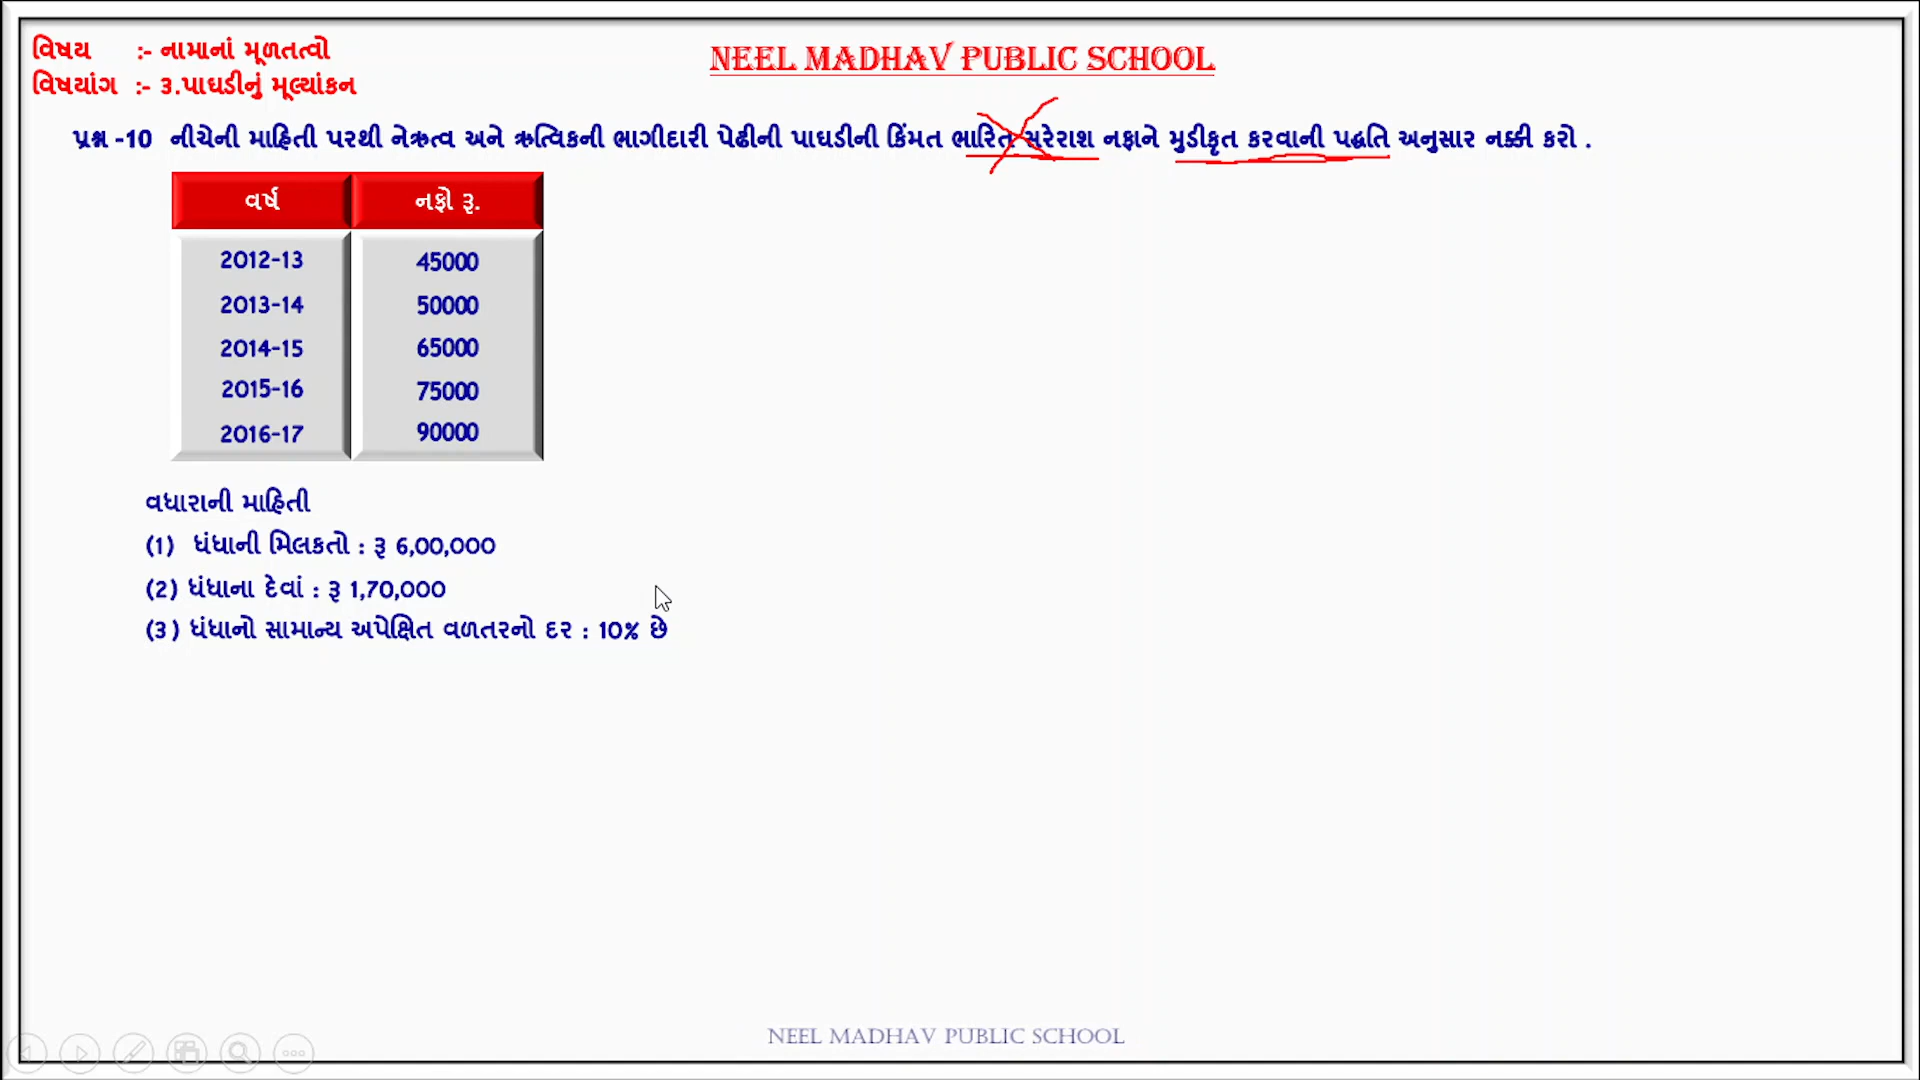 વિષય :- નામાનાં મૂળતત્વો
વિષયાંગ :- ૩.પાઘડીનું મૂલ્યાંકન
NEEL MADHAV PUBLIC SCHOOL
પ્રશ્ન -10 નીચેની માહિતી પરથી નેઋત્વ અને ઋત્વિકની ભાગીદારી પેઢીની પાઘડીની કિંમત ભારિત સરેરાશ નફાને મુડીકૃત કરવાની પદ્ધતિ અનુસાર નક્કી કરો .
વર્ષ નફો રૂ.
2012-13 45000
2013-14 50000
2014-15 65000
2015-16 75000
2016-17 90000
વધારાની માહિતી
(1) ધંધાની મિલકતો : રૂ 6,00,000
(2) ધંધાના દેવાં : રૂ 1,70,000
(3) ધંધાનો સામાન્ય અપેક્ષિત વળતરનો દર : 10% છે
NEEL MADHAV PUBLIC SCHOOL